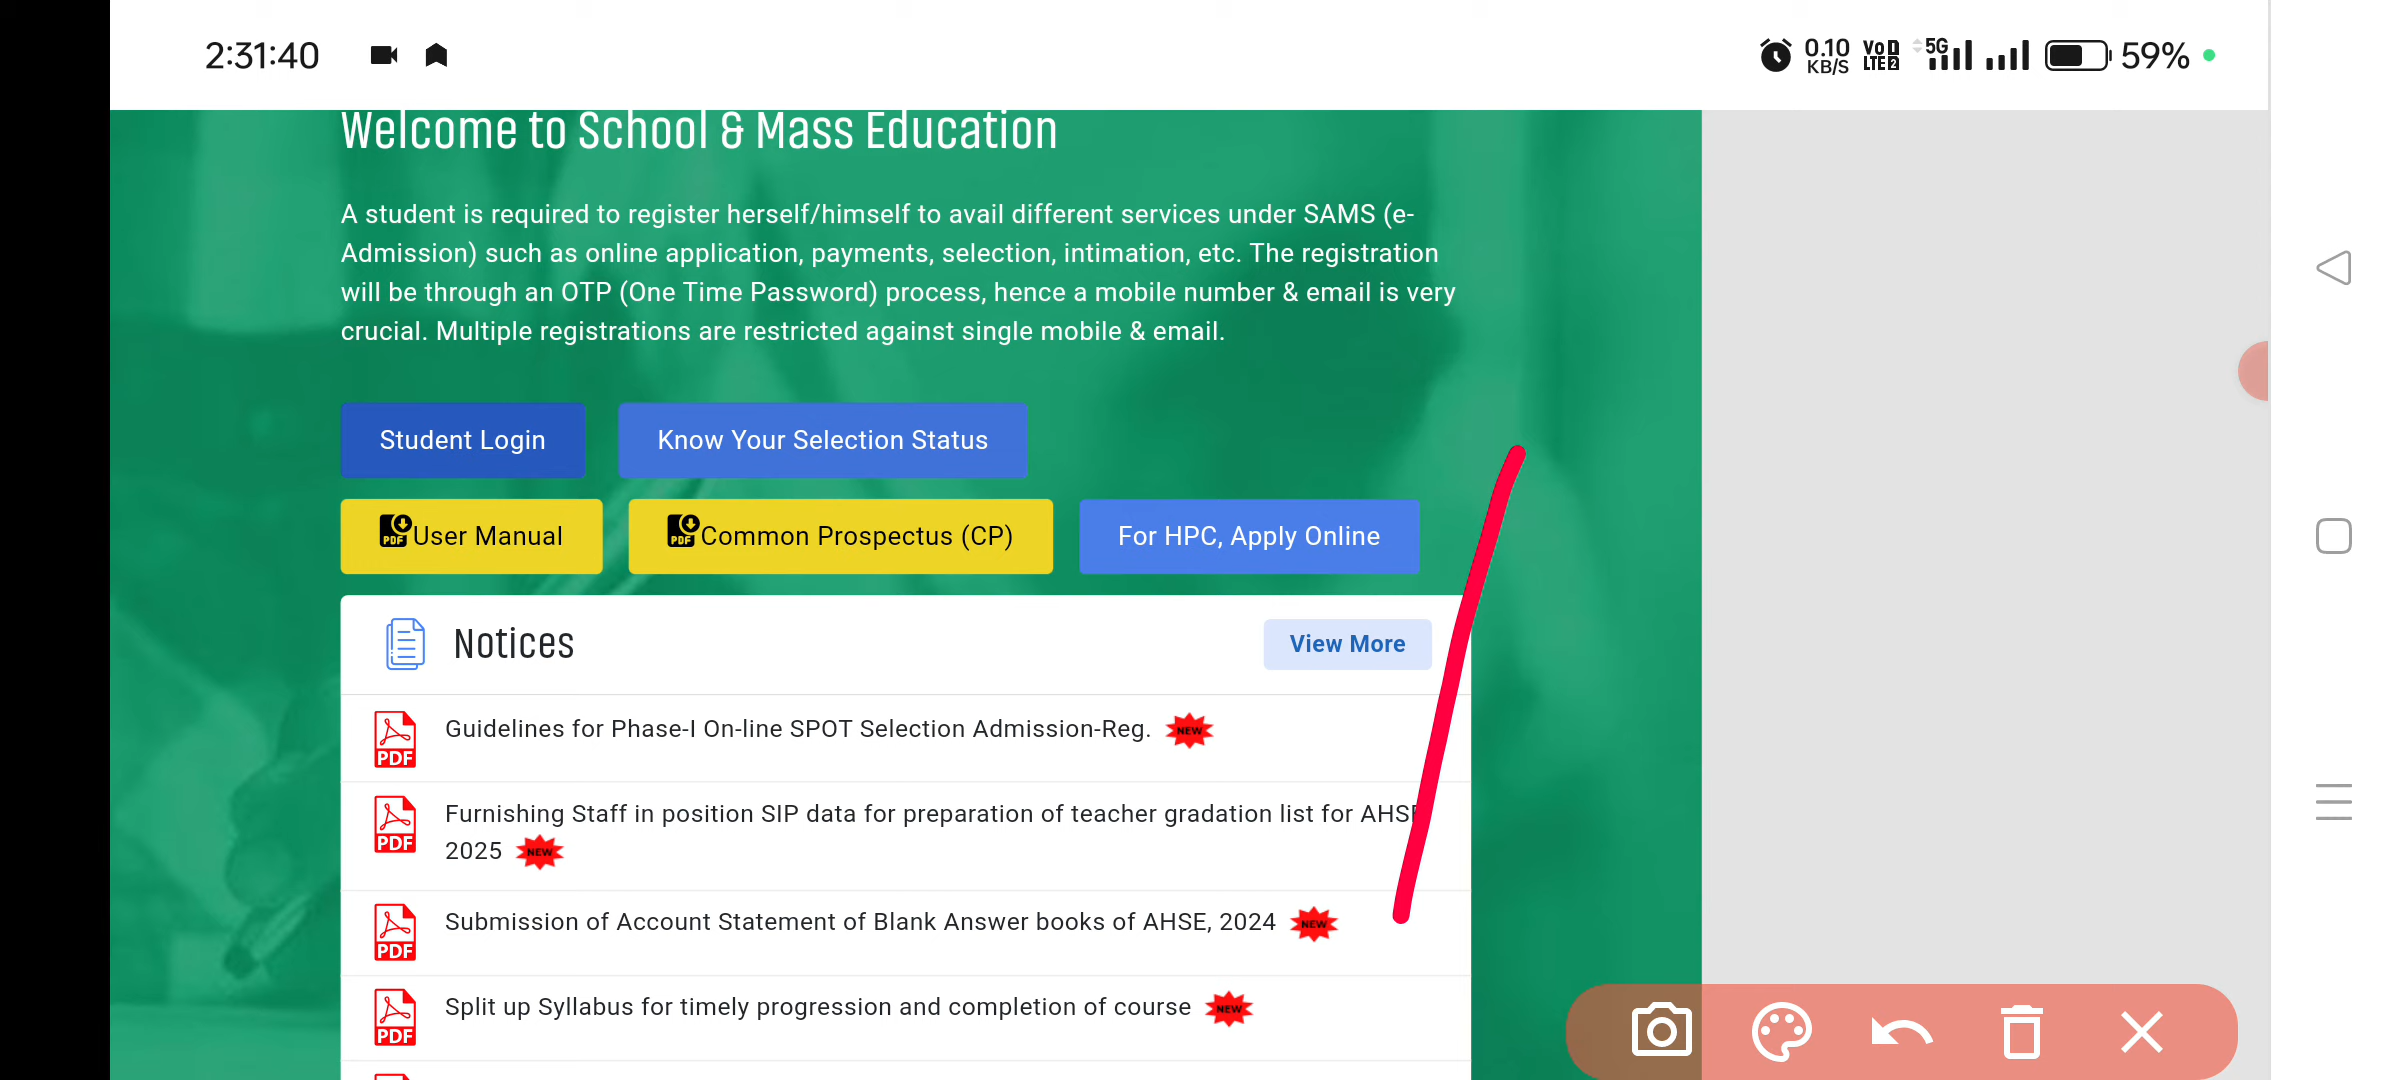 2:31:40
0.10 KB/S
Vo LTE 2
5G
59%
Welcome to School & Mass Education
A student is required to register herself/himself to avail different services under SAMS (e-
Admission) such as online application, payments, selection, intimation, etc. The registration
will be through an OTP (One Time Password) process, hence a mobile number & email is very
crucial. Multiple registrations are restricted against single mobile & email.
Student Login
Know Your Selection Status
PDF User Manual
PDF Common Prospectus (CP)
For HPC, Apply Online
Notices
View More
PDF Guidelines for Phase-I On-line SPOT Selection Admission-Reg. NEW
PDF Furnishing Staff in position SIP data for preparation of teacher gradation list for AHSE
2025 NEW
PDF Submission of Account Statement of Blank Answer books of AHSE, 2024 NEW
PDF Split up Syllabus for timely progression and completion of course NEW